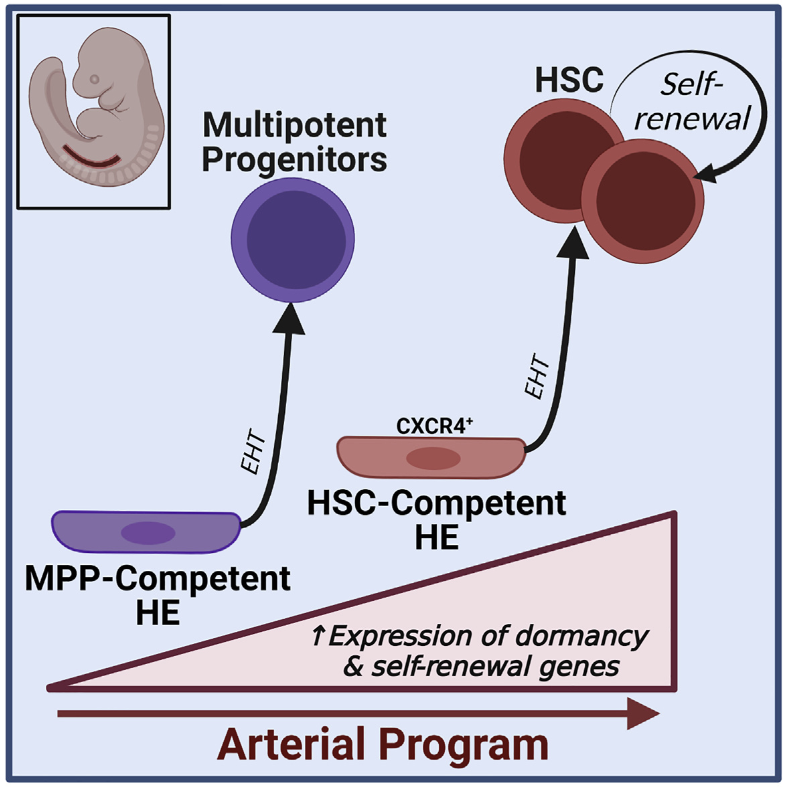 Multipotent
Progenitors
HSC
Self-
renewal
EHT
EHT
CXCR4⁺
HSC-Competent
HE
MPP-Competent
HE
↑Expression of dormancy
& self-renewal genes
Arterial Program